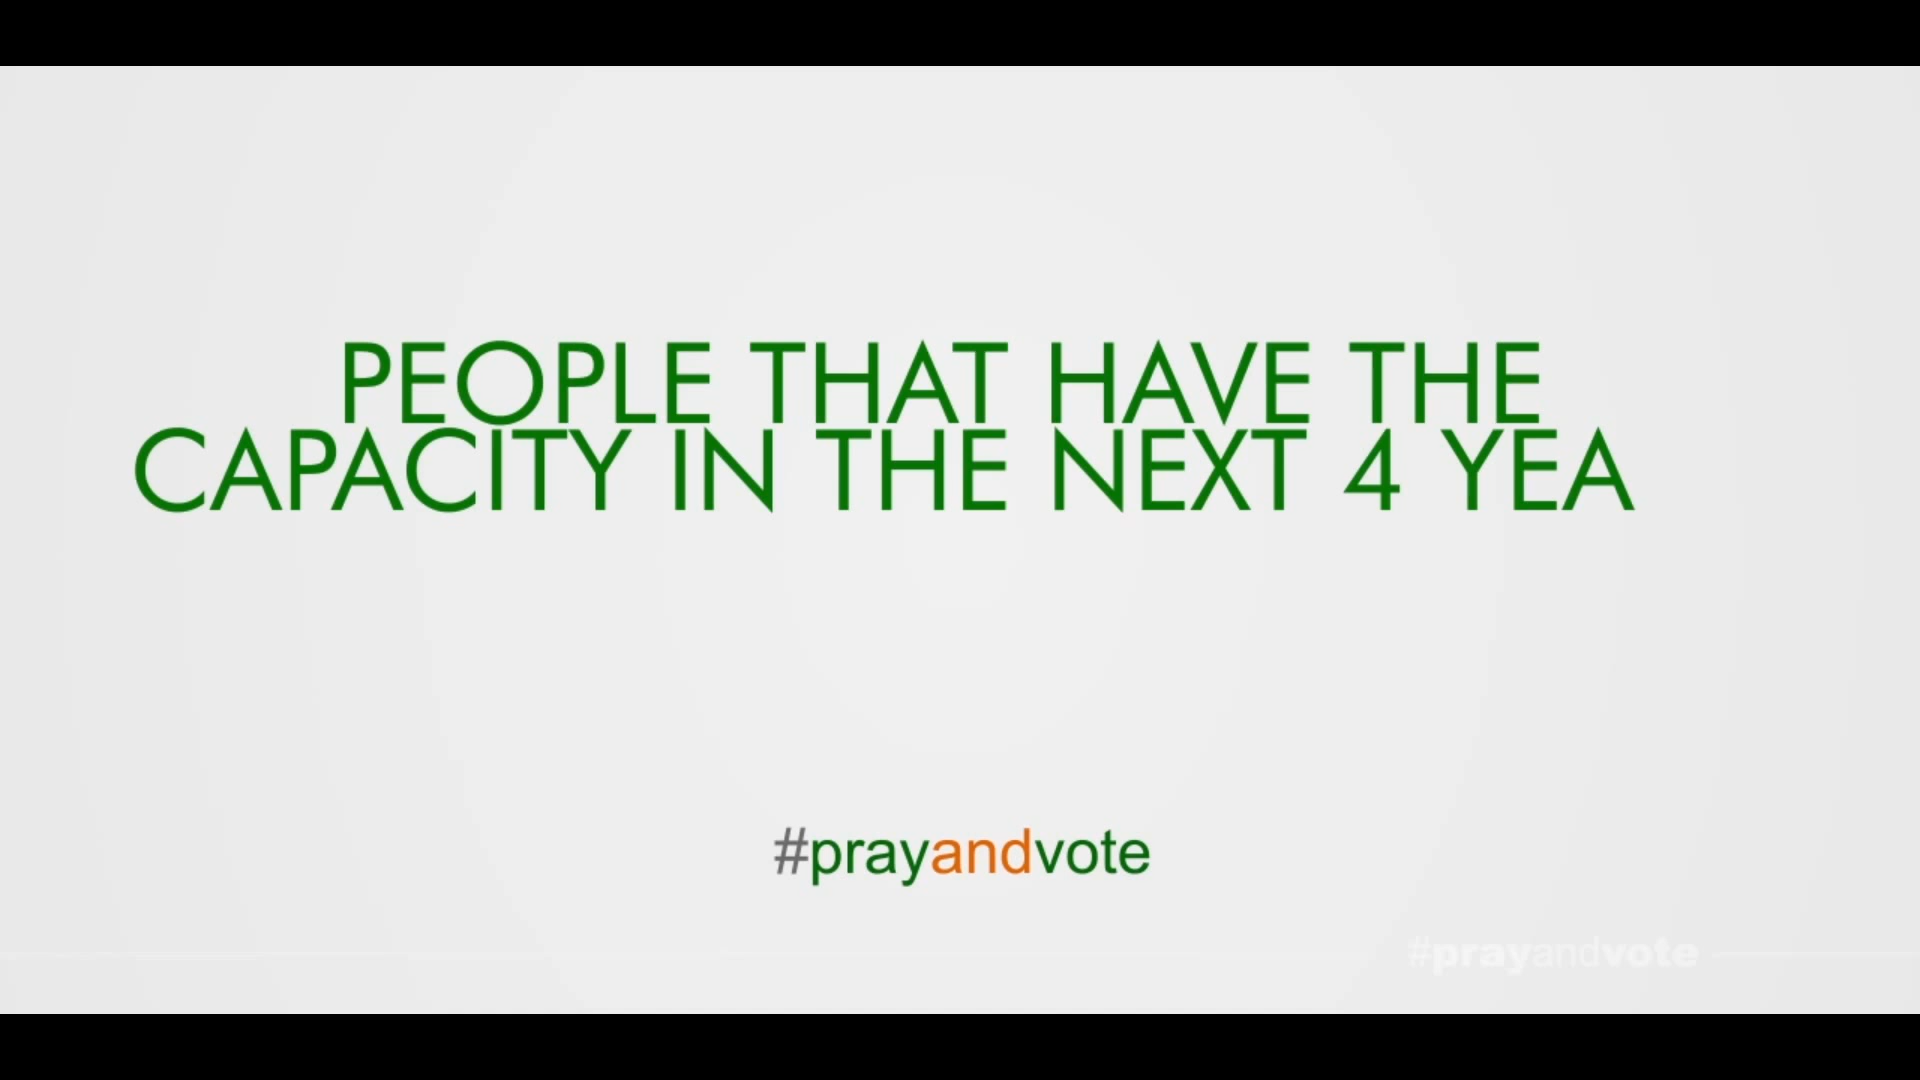 PEOPLE THAT HAVE THE
CAPACITY IN THE NEXT 4 YEA
#prayandvote
#prayandvote